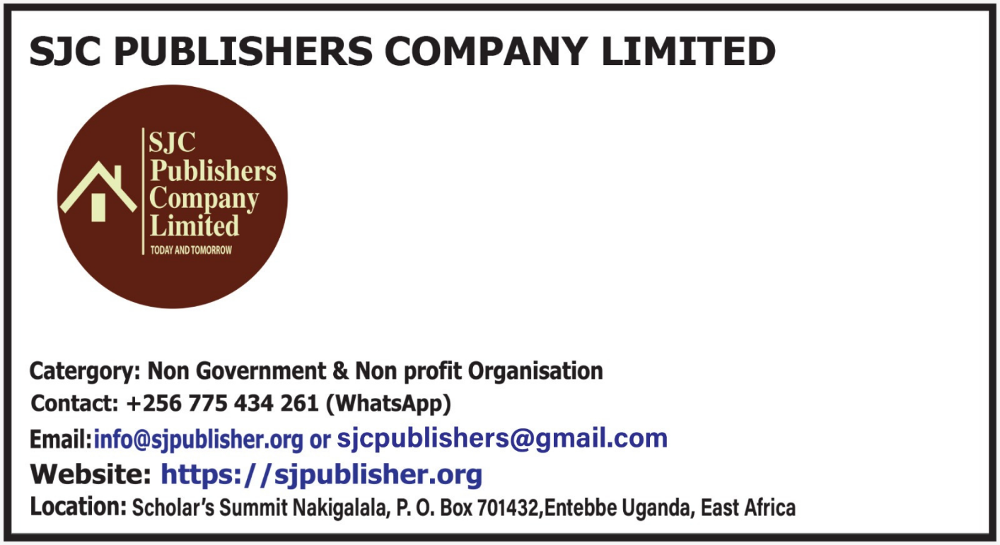 SJC PUBLISHERS COMPANY LIMITED
SJC
Publishers
Company
Limited
TODAY AND TOMORROW
Catergory: Non Government & Non profit Organisation
Contact: +256 775 434 261 (WhatsApp)
Email:info@sjpublisher.org or sjcpublishers@gmail.com
Website: https://sjpublisher.org
Location: Scholar’s Summit Nakigalala, P. O. Box 701432,Entebbe Uganda, East Africa